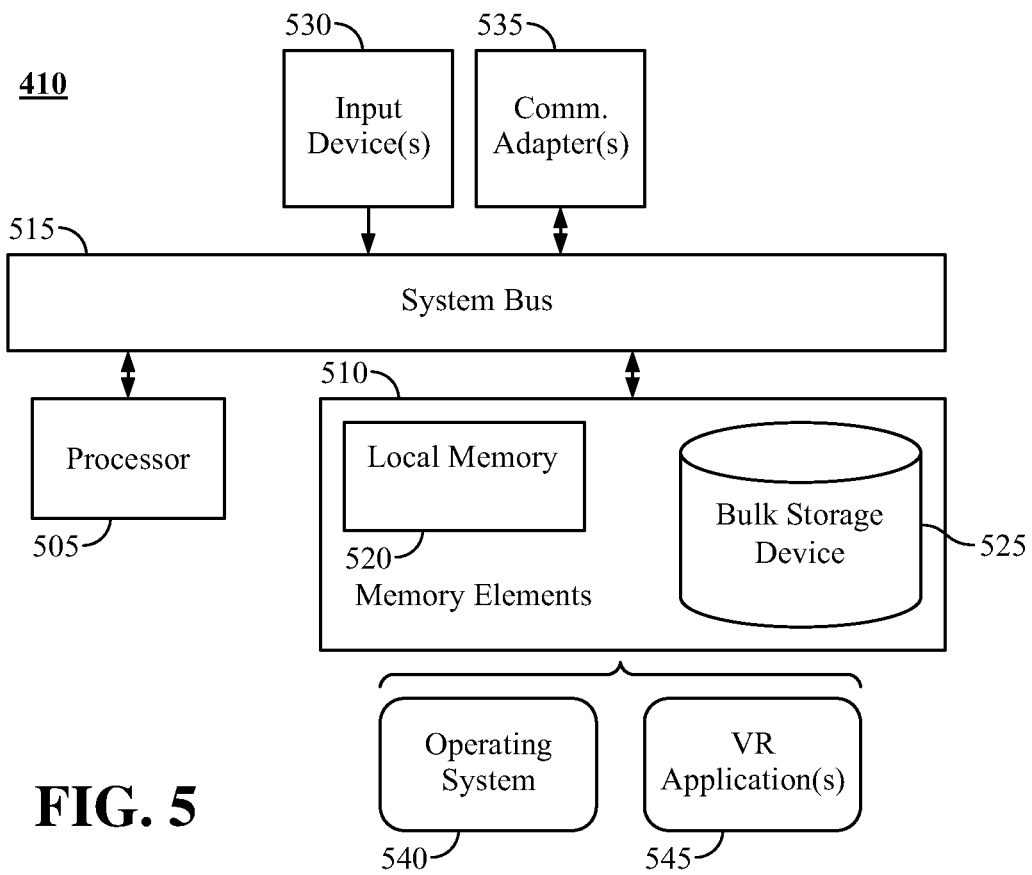 530
535
410
Input
Device(s)
Comm.
Adapter(s)
515
System Bus
510
Processor
505
Local Memory
520
Memory Elements
Bulk Storage
Device
525
Operating
System
540
VR
Application(s)
545
FIG. 5